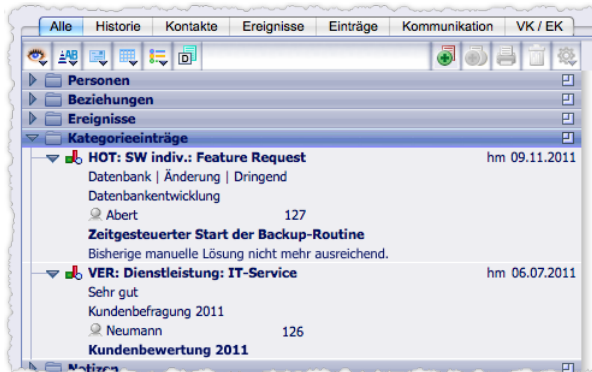 Alle Historie Kontakte Ereignisse Einträge Kommunikation VK / EK
AB D
Personen
Beziehungen
Ereignisse
Kategorieeinträge
HOT: SW indiv.: Feature Request hm 09.11.2011
Datenbank | Änderung | Dringend
Datenbankentwicklung
Abert 127
Zeitgesteuerter Start der Backup-Routine
Bisherige manuelle Lösung nicht mehr ausreichend.
VER: Dienstleistung: IT-Service hm 06.07.2011
Sehr gut
Kundenbefragung 2011
Neumann 126
Kundenbewertung 2011
Notizen